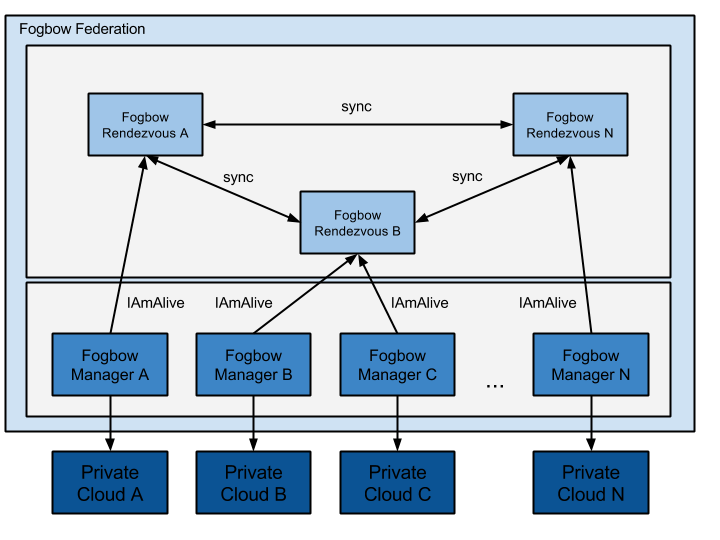 Fogbow Federation
Fogbow
Rendezvous A
sync
Fogbow
Rendezvous N
sync
sync
Fogbow
Rendezvous B
IAmAlive
IAmAlive
IAmAlive
IAmAlive
Fogbow
Manager A
Fogbow
Manager B
Fogbow
Manager C
...
Fogbow
Manager N
Private
Cloud A
Private
Cloud B
Private
Cloud C
Private
Cloud N